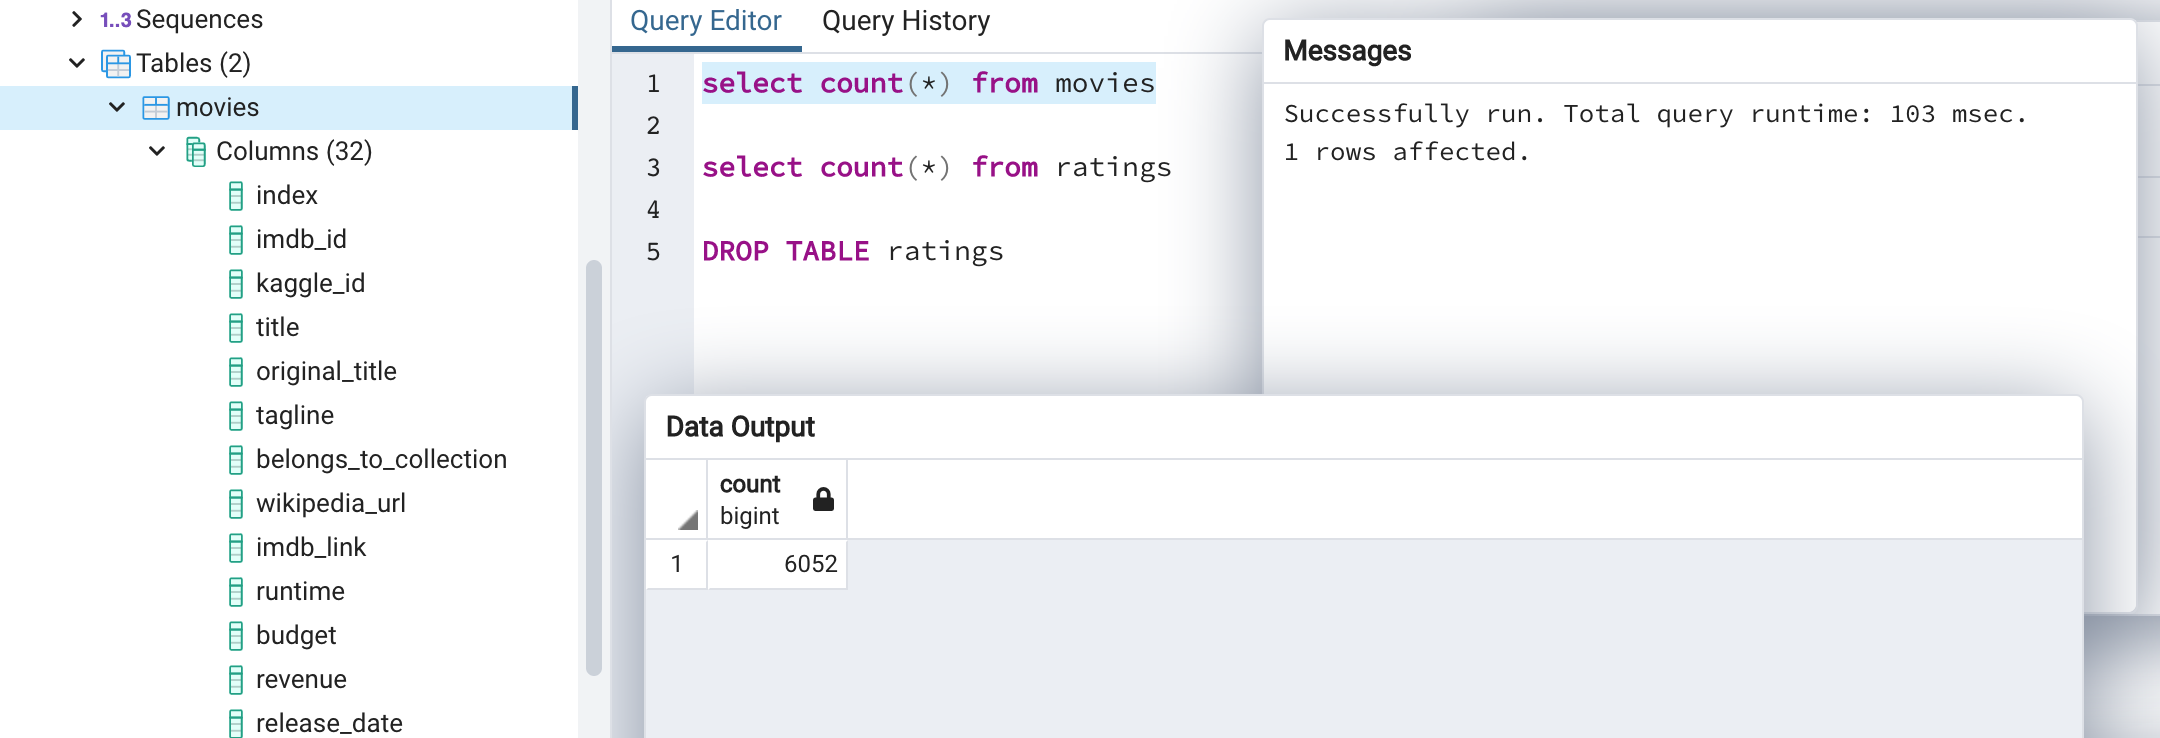 1..3 Sequences
Tables (2)
movies
Columns (32)
index
imdb_id
kaggle_id
title
original_title
tagline
belongs_to_collection
wikipedia_url
imdb_link
runtime
budget
revenue
release_date
Query Editor Query History
1 select count(*) from movies
2
3 select count(*) from ratings
4
5 DROP TABLE ratings
Messages
Successfully run. Total query runtime: 103 msec.
1 rows affected.
Data Output
count
bigint
1 6052